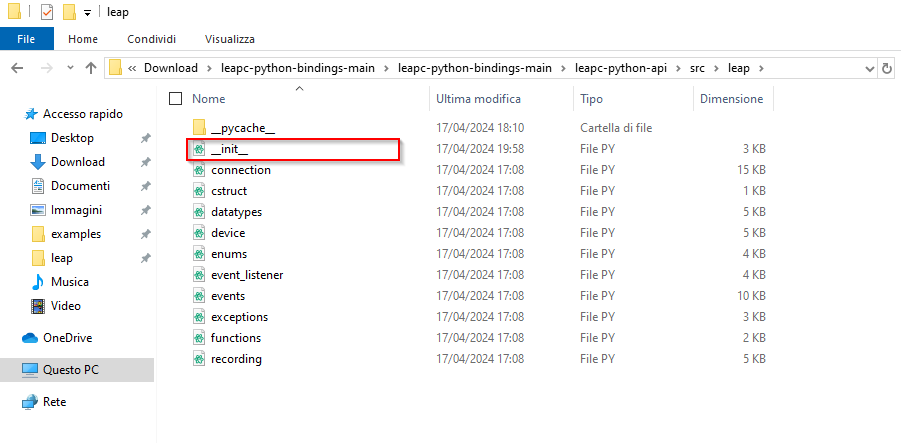 leap
File Home Condividi Visualizza
« Download > leapc-python-bindings-main > leapc-python-bindings-main > leapc-python-api > src > leap >
Nome Ultima modifica Tipo Dimensione
Accesso rapido
Desktop
Download
Documenti
Immagini
examples
leap
Musica
Video
OneDrive
Questo PC
Rete
__pycache__ 17/04/2024 18:10 Cartella di file
__init__ 17/04/2024 19:58 File PY 3 KB
connection 17/04/2024 17:08 File PY 15 KB
cstruct 17/04/2024 17:08 File PY 1 KB
datatypes 17/04/2024 17:08 File PY 5 KB
device 17/04/2024 17:08 File PY 5 KB
enums 17/04/2024 17:08 File PY 4 KB
event_listener 17/04/2024 17:08 File PY 4 KB
events 17/04/2024 17:08 File PY 10 KB
exceptions 17/04/2024 17:08 File PY 3 KB
functions 17/04/2024 17:08 File PY 2 KB
recording 17/04/2024 17:08 File PY 5 KB